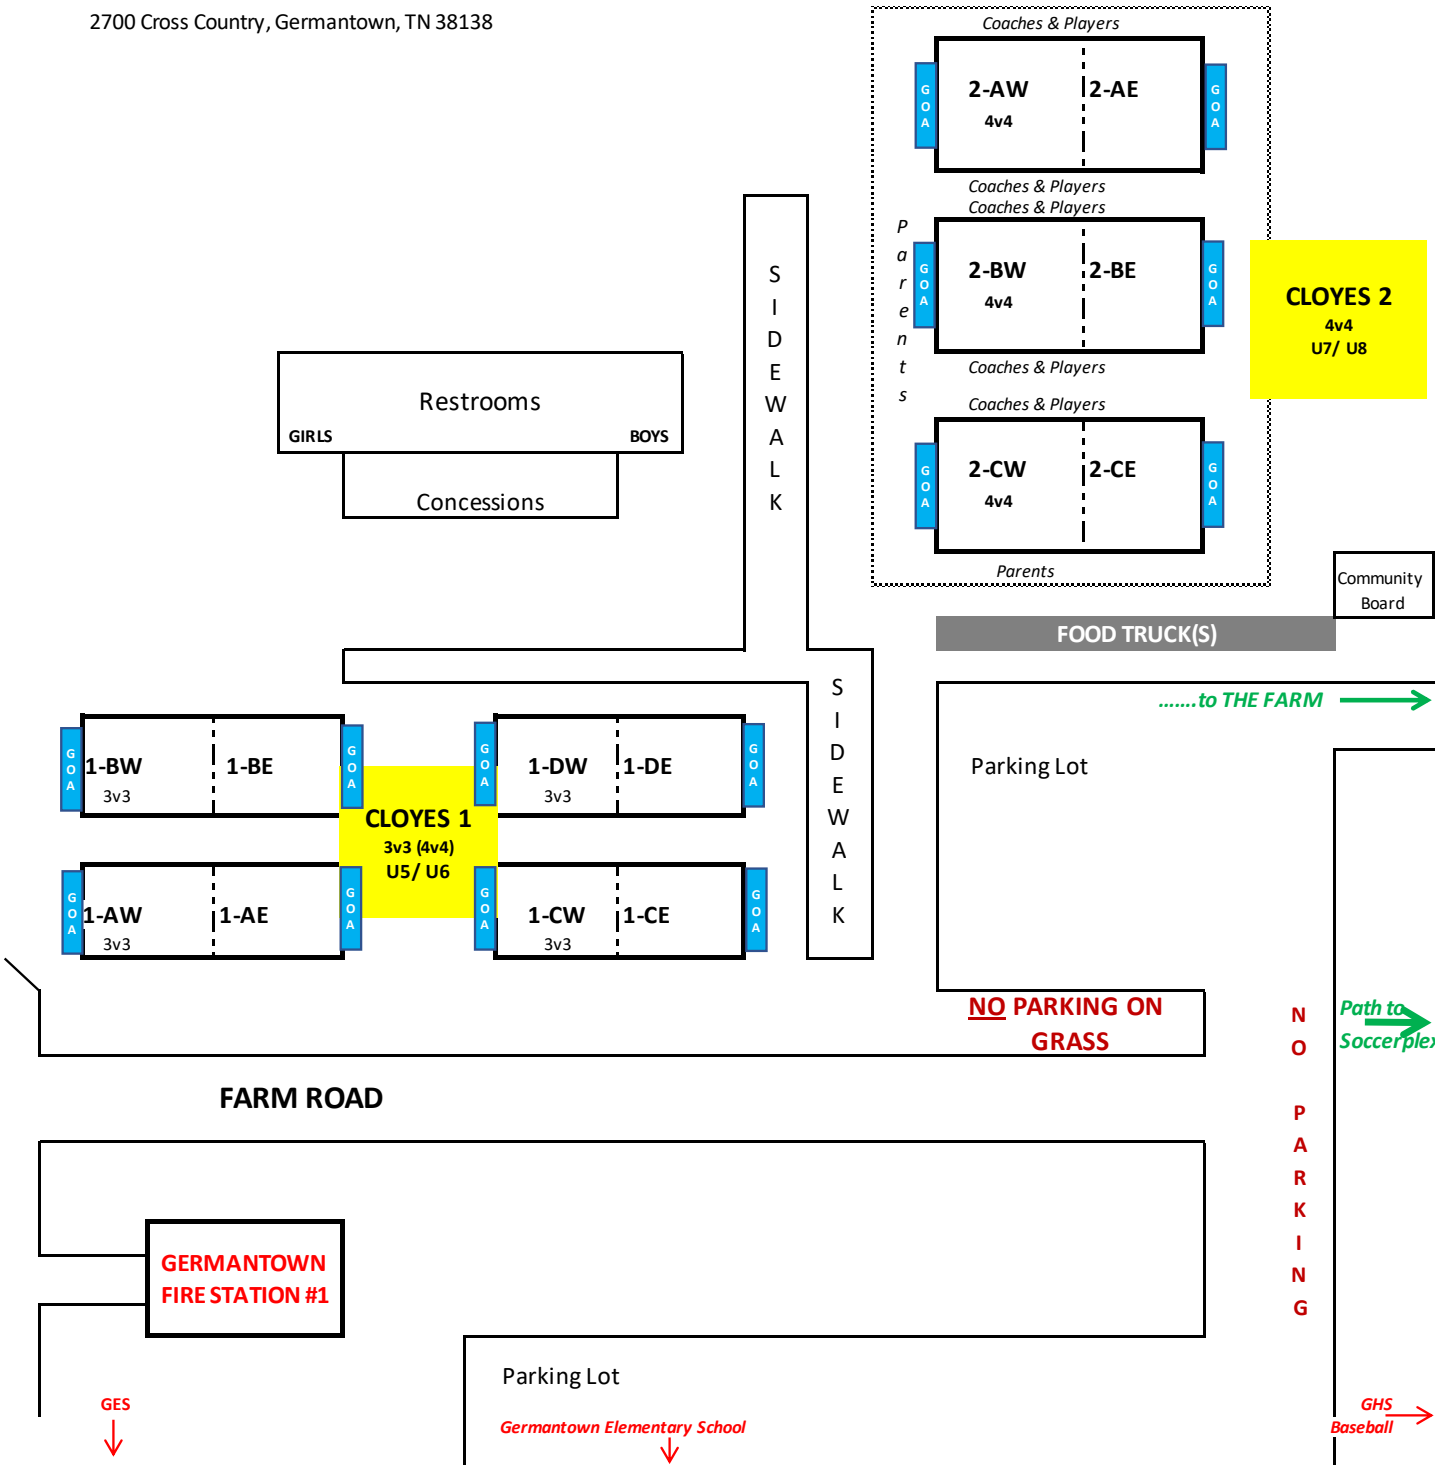 2700 Cross Country, Germantown, TN 38138
Coaches & Players
GOA
2-AW
2-AE
GOA
4v4
Coaches & Players
Coaches & Players
Parents
GOA
2-BW
2-BE
GOA
4v4
CLOYES 2
4v4
U7/ U8
Coaches & Players
Coaches & Players
GOA
2-CW
2-CE
GOA
4v4
Parents
SIDEWALK
Restrooms
GIRLS
BOYS
Concessions
Community
Board
FOOD TRUCK(S)
SIDEWALK
.......to THE FARM
Parking Lot
GOA
1-BW
1-BE
GOA
3v3
GOA
1-DW
1-DE
GOA
3v3
CLOYES 1
3v3 (4v4)
U5/ U6
GOA
1-AW
1-AE
GOA
3v3
GOA
1-CW
1-CE
GOA
3v3
NO PARKING ON
GRASS
NO PARKING
Path to
Soccerplex
FARM ROAD
GERMANTOWN
FIRE STATION #1
Parking Lot
GES
Germantown Elementary School
GHS
Baseball